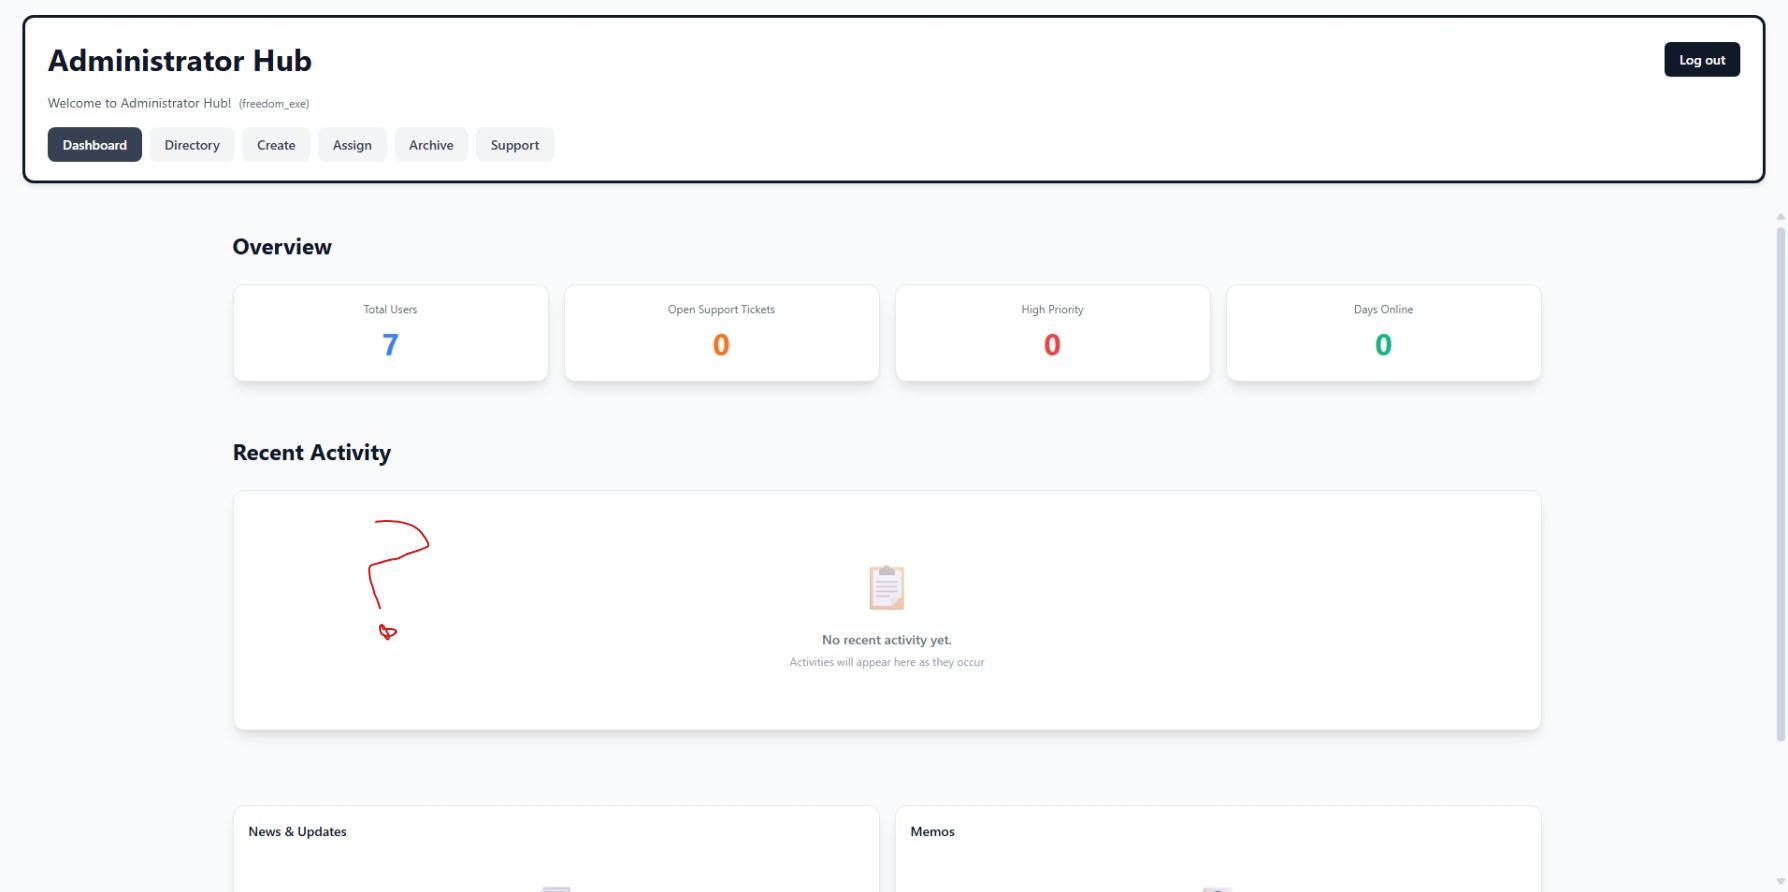 Administrator Hub
Log out
Welcome to Administrator Hub! (freedom_exe)
Dashboard Directory Create Assign Archive Support
Overview
Total Users Open Support Tickets High Priority Days Online
7 0 0 0
Recent Activity
?
No recent activity yet.
Activities will appear here as they occur
News & Updates Memos